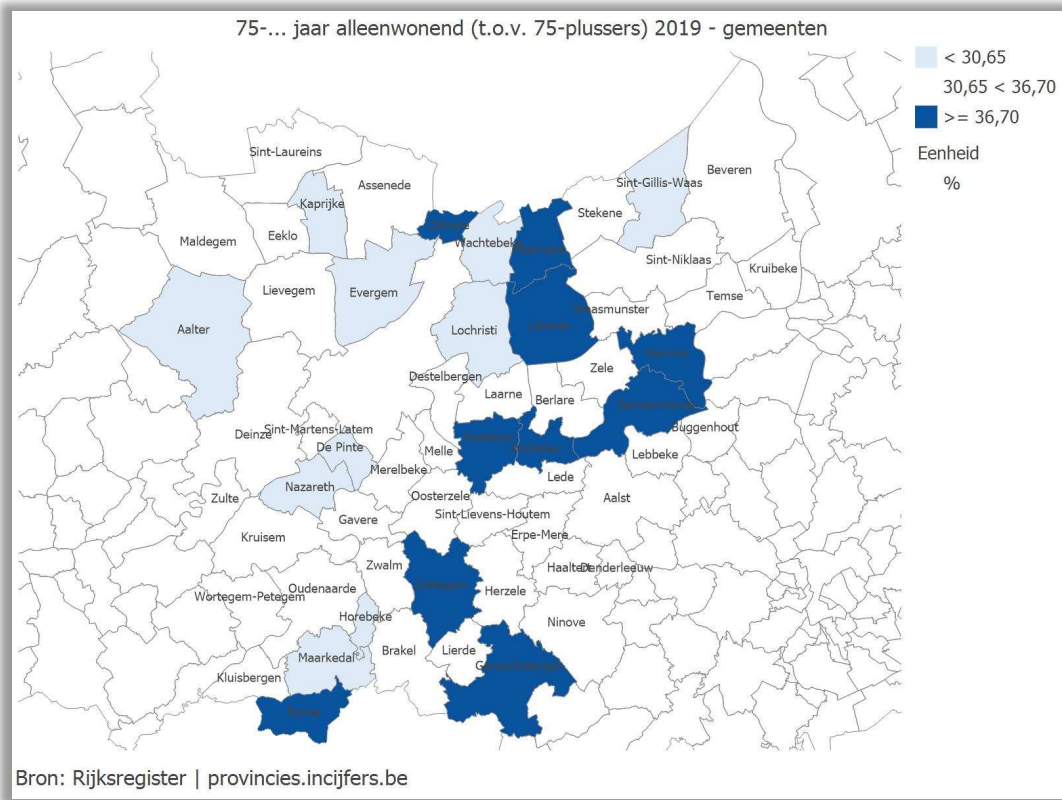 75-... jaar alleenwonend (t.o.v. 75-plussers) 2019 - gemeenten
< 30,65
30,65 < 36,70
>= 36,70
Eenheid
%
Sint-Laureins
Assenede
Beveren
Sint-Gillis-Waas
Kaprijke
Stekene
Eeklo
Maldegem
Wachtebeke
Sint-Niklaas
Kruibeke
Lievegem
Evergem
Temse
Aalter
Lochristi
Zele
Destelbergen
Laarne
Berlare
Buggenhout
Sint-Martens-Latem
Deinze
De Pinte
Melle
Lebbeke
Merelbeke
Lede
Nazareth
Oosterzele
Aalst
Zulte
Sint-Lievens-Houtem
Gavere
Erpe-Mere
Kruisem
Zwalm
Haaltert
Denderleeuw
Oudenaarde
Herzele
Wortegem-Petegem
Horebeke
Ninove
Brakel
Lierde
Maarkedal
Kluisbergen
Bron: Rijksregister | provincies.incijfers.be